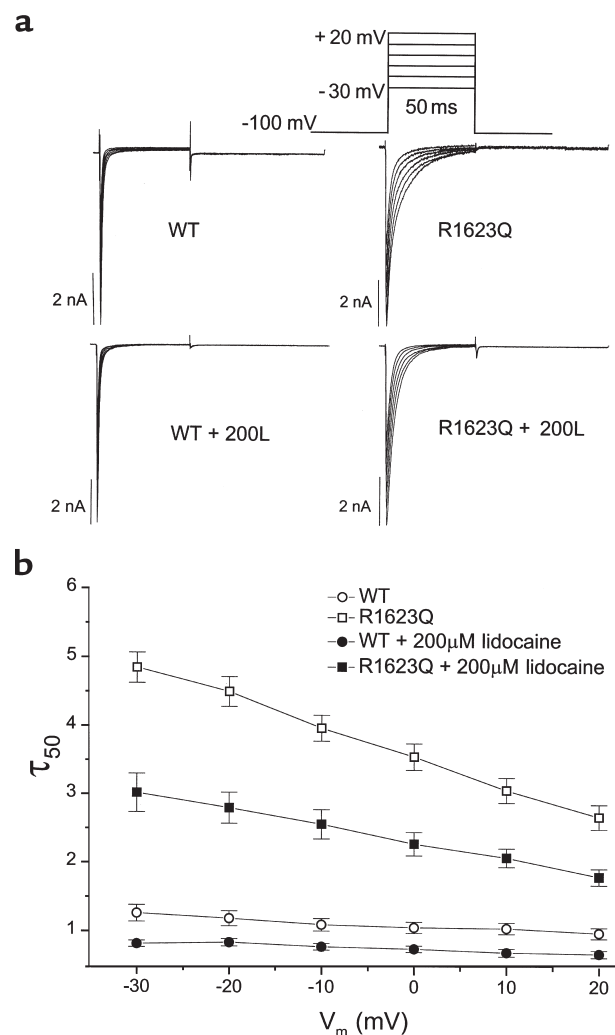 a
+ 20 mV
- 30 mV
50 ms
-100 mV
WT
R1623Q
2 nA
2 nA
WT + 200L
R1623Q + 200L
2 nA
2 nA
b
6
5
4
3
2
1
τ50
WT
R1623Q
WT + 200μM lidocaine
R1623Q + 200μM lidocaine
-30
-20
-10
0
10
20
Vm (mV)